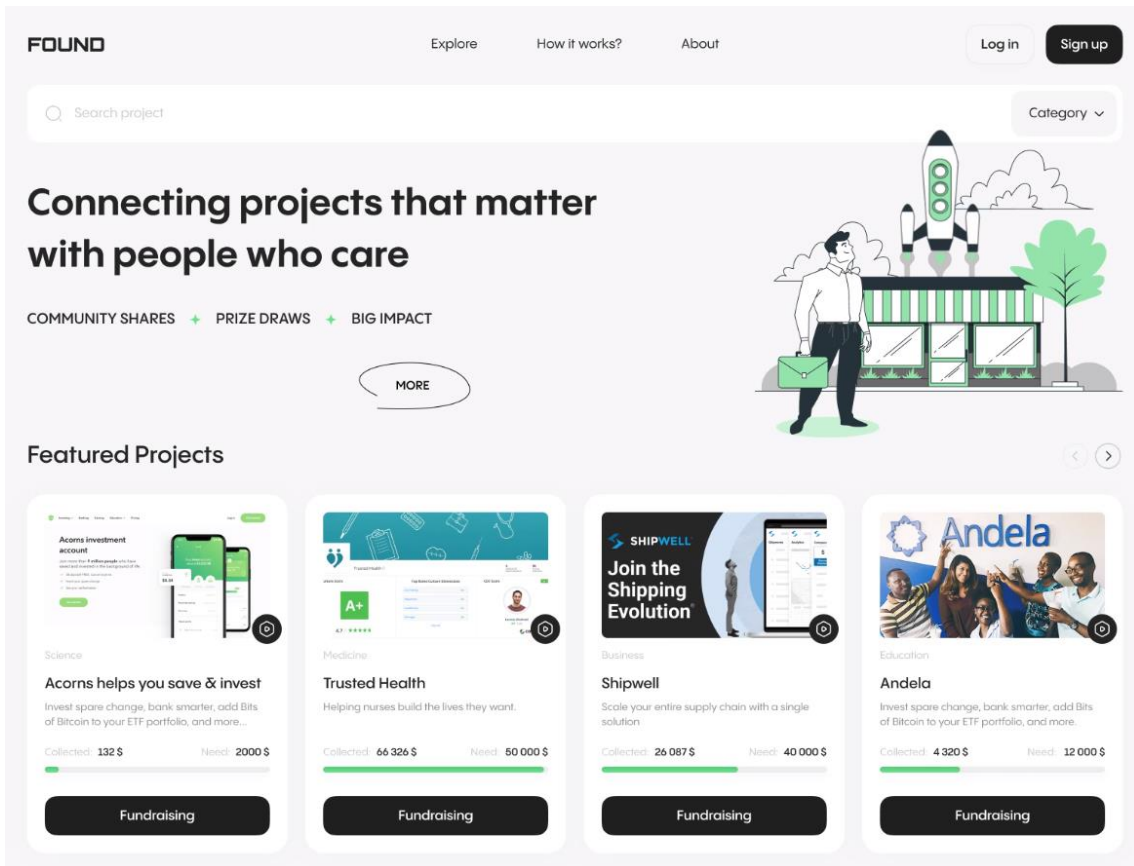 FOUND
Explore
How it works?
About
Log in
Sign up
Search project
Category
Connecting projects that matter
with people who care
COMMUNITY SHARES
PRIZE DRAWS
BIG IMPACT
MORE
Featured Projects
Acorns investment
account
Science
Acorns helps you save & invest
Invest spare change, bank smarter, add Bits
of Bitcoin to your ETF portfolio, and more...
Collected: 132 $
Need: 2000 $
Fundraising
Trusted Health
A+
4.7
Medicine
Trusted Health
Helping nurses build the lives they want.
Collected: 66 326 $
Need: 50 000 $
Fundraising
SHIPWELL
Join the
Shipping
Evolution®
Business
Shipwell
Scale your entire supply chain with a single
solution
Collected: 26 087 $
Need: 40 000 $
Fundraising
Andela
Education
Andela
Invest spare change, bank smarter, add Bits
of Bitcoin to your ETF portfolio, and more.
Collected: 4 320 $
Need: 12 000 $
Fundraising